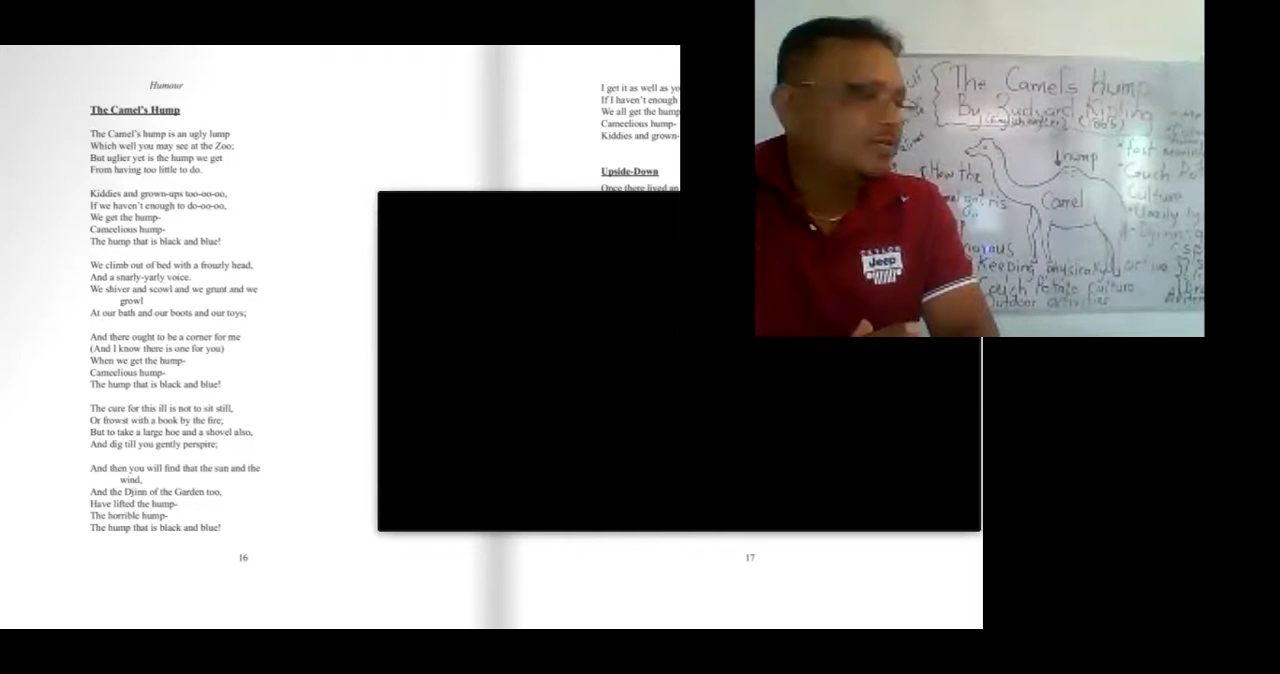 Humour
The Camel's Hump
The Camel's hump is an ugly lump
Which well you may see at the Zoo;
But uglier yet is the hump we get
From having too little to do.
Kiddies and grown-ups too-oo-oo,
If we haven't enough to do-oo-oo,
We get the hump-
Cameelious hump-
The hump that is black and blue!
We climb out of bed with a frouzly head,
And a snarly-yarly voice.
We shiver and scowl and we grunt and we
growl
At our bath and our boots and our toys;
And there ought to be a corner for me
(And I know there is one for you)
When we get the hump-
Cameelious hump-
The hump that is black and blue!
The cure for this ill is not to sit still,
Or frowst with a book by the fire;
But to take a large hoe and a shovel also,
And dig till you gently perspire;
And then you will find that the sun and the
wind,
And the Djinn of the Garden too,
Have lifted the hump-
The horrible hump-
The hump that is black and blue!
16
I get it as well as yo
If I haven't enough
We all get the hump
Cameelious hump-
Kiddies and grown-
Upside-Down
Once there lived an
17
The Camel's Hump
By Rudyard Kipling
hump
How the
Camel
Couch Pot
Culture
Keeping physically
Couch Potato Culture
Outdoor activities
Jeep